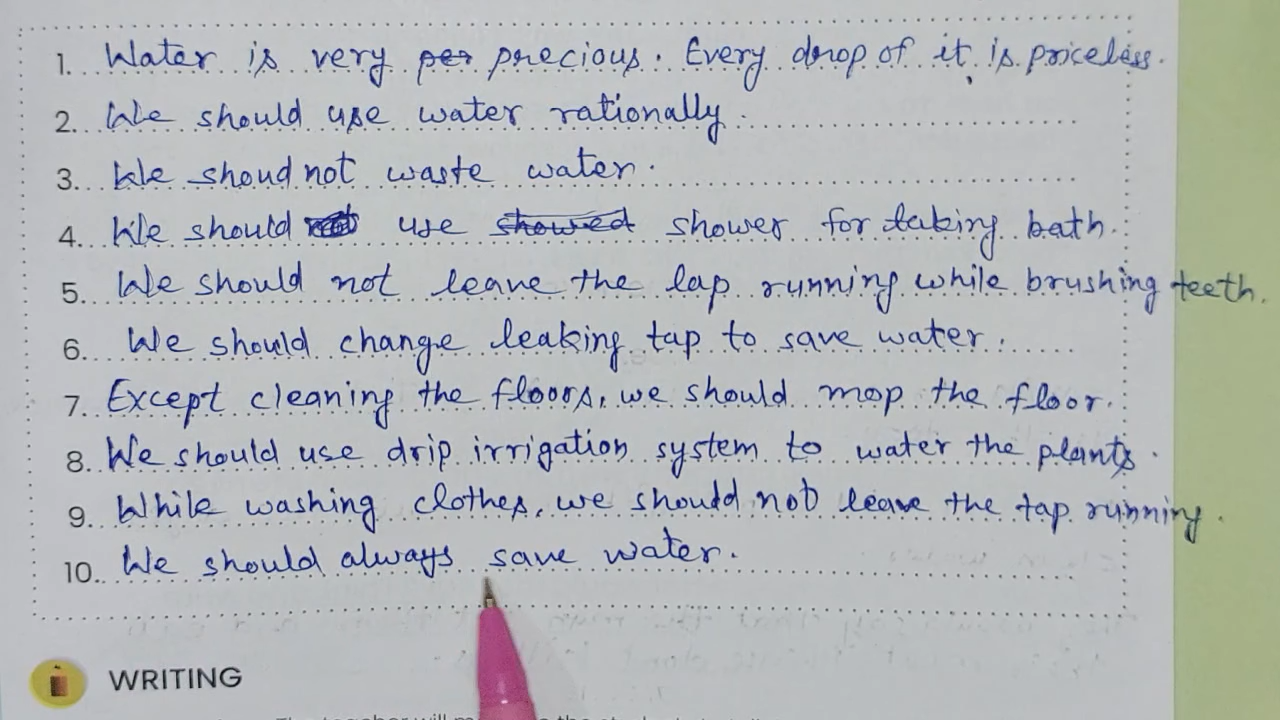 1. Water is very per precious. Every drop of it is priceless.
2. We should use water rationally.
3. We shoud not waste water.
4. We should not use showed shower for taking bath.
5. We should not leave the lap running while brushing teeth.
6. We should change leaking tap to save water.
7. Except cleaning the floors, we should mop the floor.
8. We should use drip irrigation system to water the plants.
9. While washing clothes, we should not leave the tap running.
10. We should always save water.
WRITING